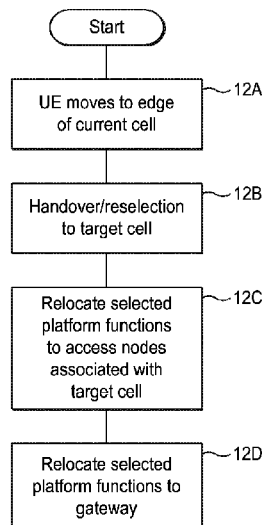 Start
12A
UE moves to edge
of current cell
12B
Handover/reselection
to target cell
12C
Relocate selected
platform functions
to access nodes
associated with
target cell
12D
Relocate selected
platform functions to
gateway